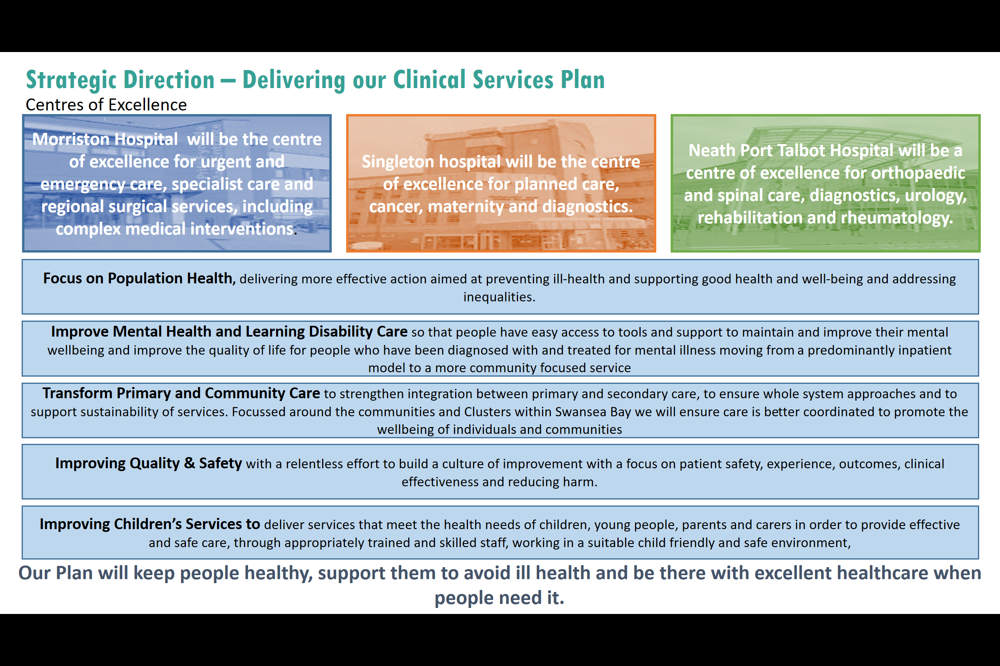 Strategic Direction – Delivering our Clinical Services Plan
Centres of Excellence
Morriston Hospital  will be the centre
of excellence for urgent and
emergency care, specialist care and
regional surgical services, including
complex medical interventions.
Singleton hospital will be the centre
of excellence for planned care,
cancer, maternity and diagnostics.
Neath Port Talbot Hospital will be a
centre of excellence for orthopaedic
and spinal care, diagnostics, urology,
rehabilitation and rheumatology.
Focus on Population Health, delivering more effective action aimed at preventing ill-health and supporting good health and well-being and addressing
inequalities.
Improve Mental Health and Learning Disability Care so that people have easy access to tools and support to maintain and improve their mental
wellbeing and improve the quality of life for people who have been diagnosed with and treated for mental illness moving from a predominantly inpatient
model to a more community focused service
Transform Primary and Community Care to strengthen integration between primary and secondary care, to ensure whole system approaches and to
support sustainability of services. Focussed around the communities and Clusters within Swansea Bay we will ensure care is better coordinated to promote the
wellbeing of individuals and communities
Improving Quality & Safety with a relentless effort to build a culture of improvement with a focus on patient safety, experience, outcomes, clinical
effectiveness and reducing harm.
Improving Children’s Services to deliver services that meet the health needs of children, young people, parents and carers in order to provide effective
and safe care, through appropriately trained and skilled staff, working in a suitable child friendly and safe environment,
Our Plan will keep people healthy, support them to avoid ill health and be there with excellent healthcare when
people need it.